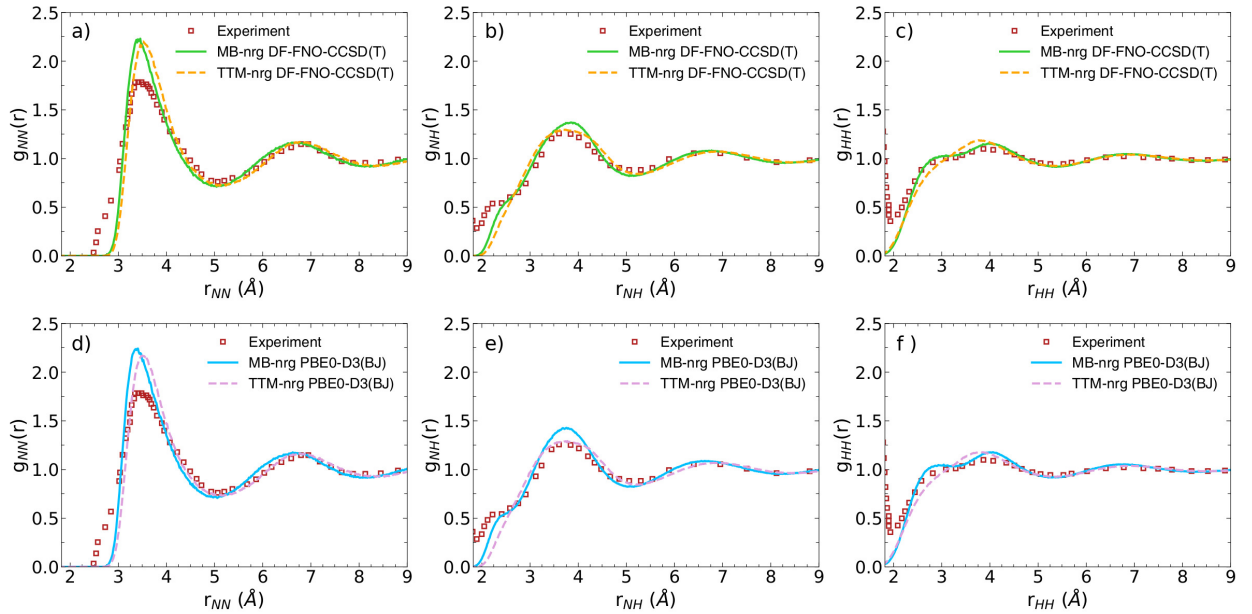 a)
Experiment
MB-nrg DF-FNO-CCSD(T)
TTM-nrg DF-FNO-CCSD(T)
g_NN(r)
2.5
2.0
1.5
1.0
0.5
0.0
2 3 4 5 6 7 8 9
r_NN (Å)
b)
Experiment
MB-nrg DF-FNO-CCSD(T)
TTM-nrg DF-FNO-CCSD(T)
g_NH(r)
2.5
2.0
1.5
1.0
0.5
0.0
2 3 4 5 6 7 8 9
r_NH (Å)
c)
Experiment
MB-nrg DF-FNO-CCSD(T)
TTM-nrg DF-FNO-CCSD(T)
g_HH(r)
2.5
2.0
1.5
1.0
0.5
0.0
2 3 4 5 6 7 8 9
r_HH (Å)
d)
Experiment
MB-nrg PBE0-D3(BJ)
TTM-nrg PBE0-D3(BJ)
g_NN(r)
2.5
2.0
1.5
1.0
0.5
0.0
2 3 4 5 6 7 8 9
r_NN (Å)
e)
Experiment
MB-nrg PBE0-D3(BJ)
TTM-nrg PBE0-D3(BJ)
g_NH(r)
2.5
2.0
1.5
1.0
0.5
0.0
2 3 4 5 6 7 8 9
r_NH (Å)
f )
Experiment
MB-nrg PBE0-D3(BJ)
TTM-nrg PBE0-D3(BJ)
g_HH(r)
2.5
2.0
1.5
1.0
0.5
0.0
2 3 4 5 6 7 8 9
r_HH (Å)